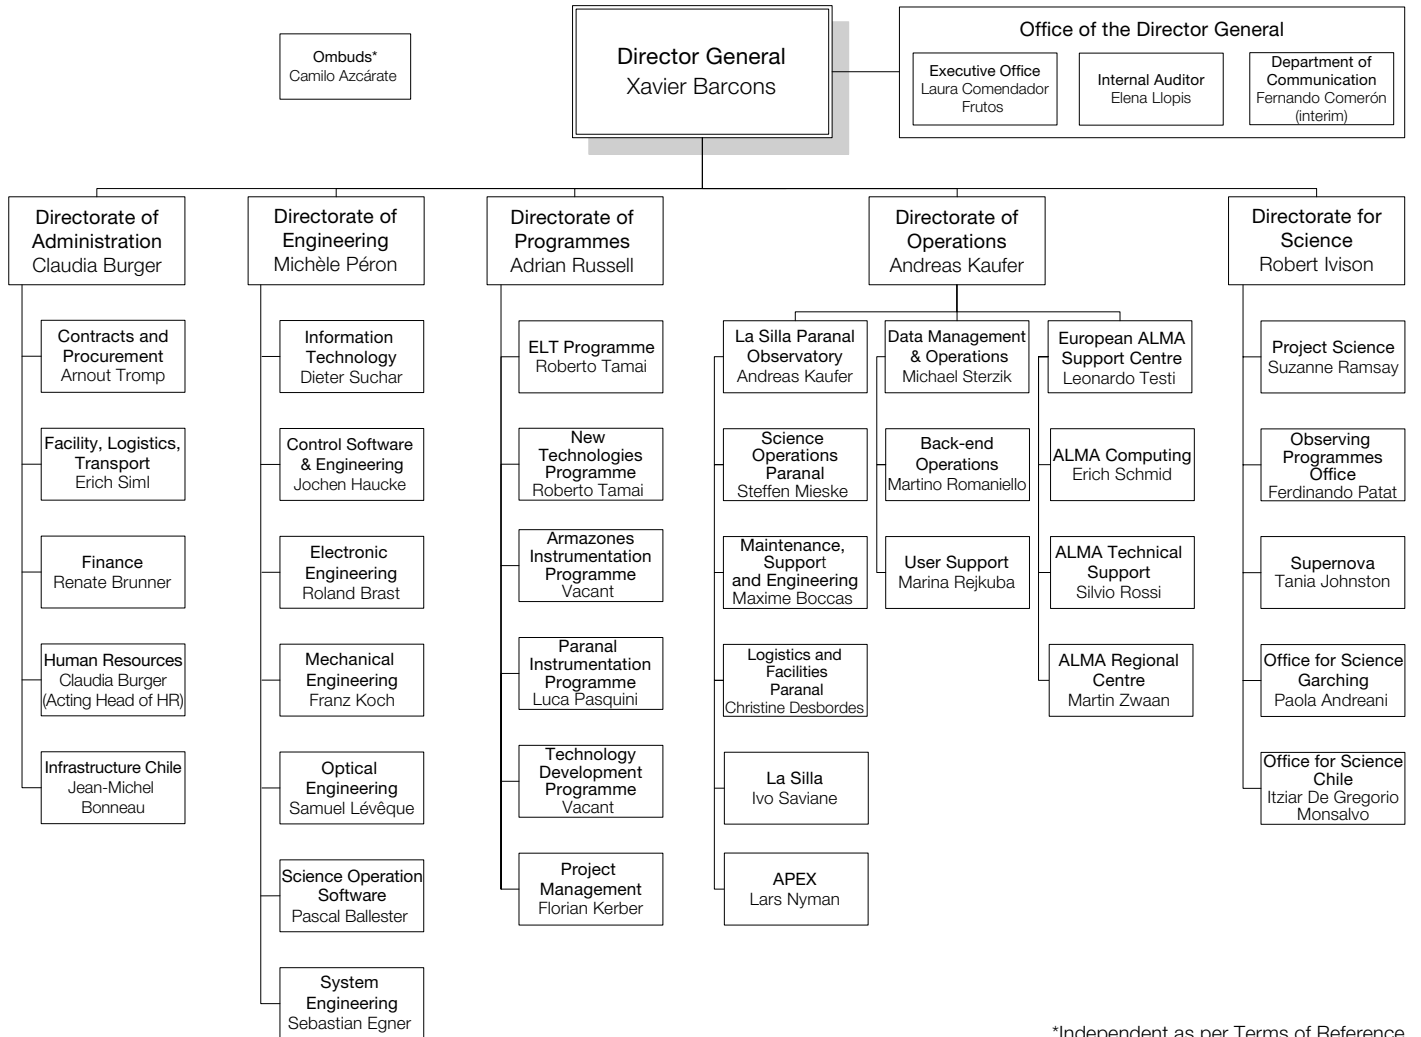 Ombuds*
Camilo Azcárate
Director General
Xavier Barcons
Office of the Director General
Executive Office
Laura Comendador
Frutos
Internal Auditor
Elena Llopis
Department of
Communication
Fernando Comerón
(interim)
Directorate of
Administration
Claudia Burger
Directorate of
Engineering
Michèle Péron
Directorate of
Programmes
Adrian Russell
Directorate of
Operations
Andreas Kaufer
Directorate for
Science
Robert Ivison
Contracts and
Procurement
Arnout Tromp
Facility, Logistics,
Transport
Erich Siml
Finance
Renate Brunner
Human Resources
Claudia Burger
(Acting Head of HR)
Infrastructure Chile
Jean-Michel
Bonneau
Information
Technology
Dieter Suchar
Control Software
& Engineering
Jochen Haucke
Electronic
Engineering
Roland Brast
Mechanical
Engineering
Franz Koch
Optical
Engineering
Samuel Lévêque
Science Operation
Software
Pascal Ballester
System
Engineering
Sebastian Egner
ELT Programme
Roberto Tamai
New
Technologies
Programme
Roberto Tamai
Armazones
Instrumentation
Programme
Vacant
Paranal
Instrumentation
Programme
Luca Pasquini
Technology
Development
Programme
Vacant
Project
Management
Florian Kerber
La Silla Paranal
Observatory
Andreas Kaufer
Science
Operations
Paranal
Steffen Mieske
Maintenance,
Support
and Engineering
Maxime Boccas
Logistics and
Facilities
Paranal
Christine Desbordes
La Silla
Ivo Saviane
APEX
Lars Nyman
Data Management
& Operations
Michael Sterzik
Back-end
Operations
Martino Romaniello
User Support
Marina Rejkuba
European ALMA
Support Centre
Leonardo Testi
ALMA Computing
Erich Schmid
ALMA Technical
Support
Silvio Rossi
ALMA Regional
Centre
Martin Zwaan
Project Science
Suzanne Ramsay
Observing
Programmes
Office
Ferdinando Patat
Supernova
Tania Johnston
Office for Science
Garching
Paola Andreani
Office for Science
Chile
Itziar De Gregorio
Monsalvo
*Independent as per Terms of Reference